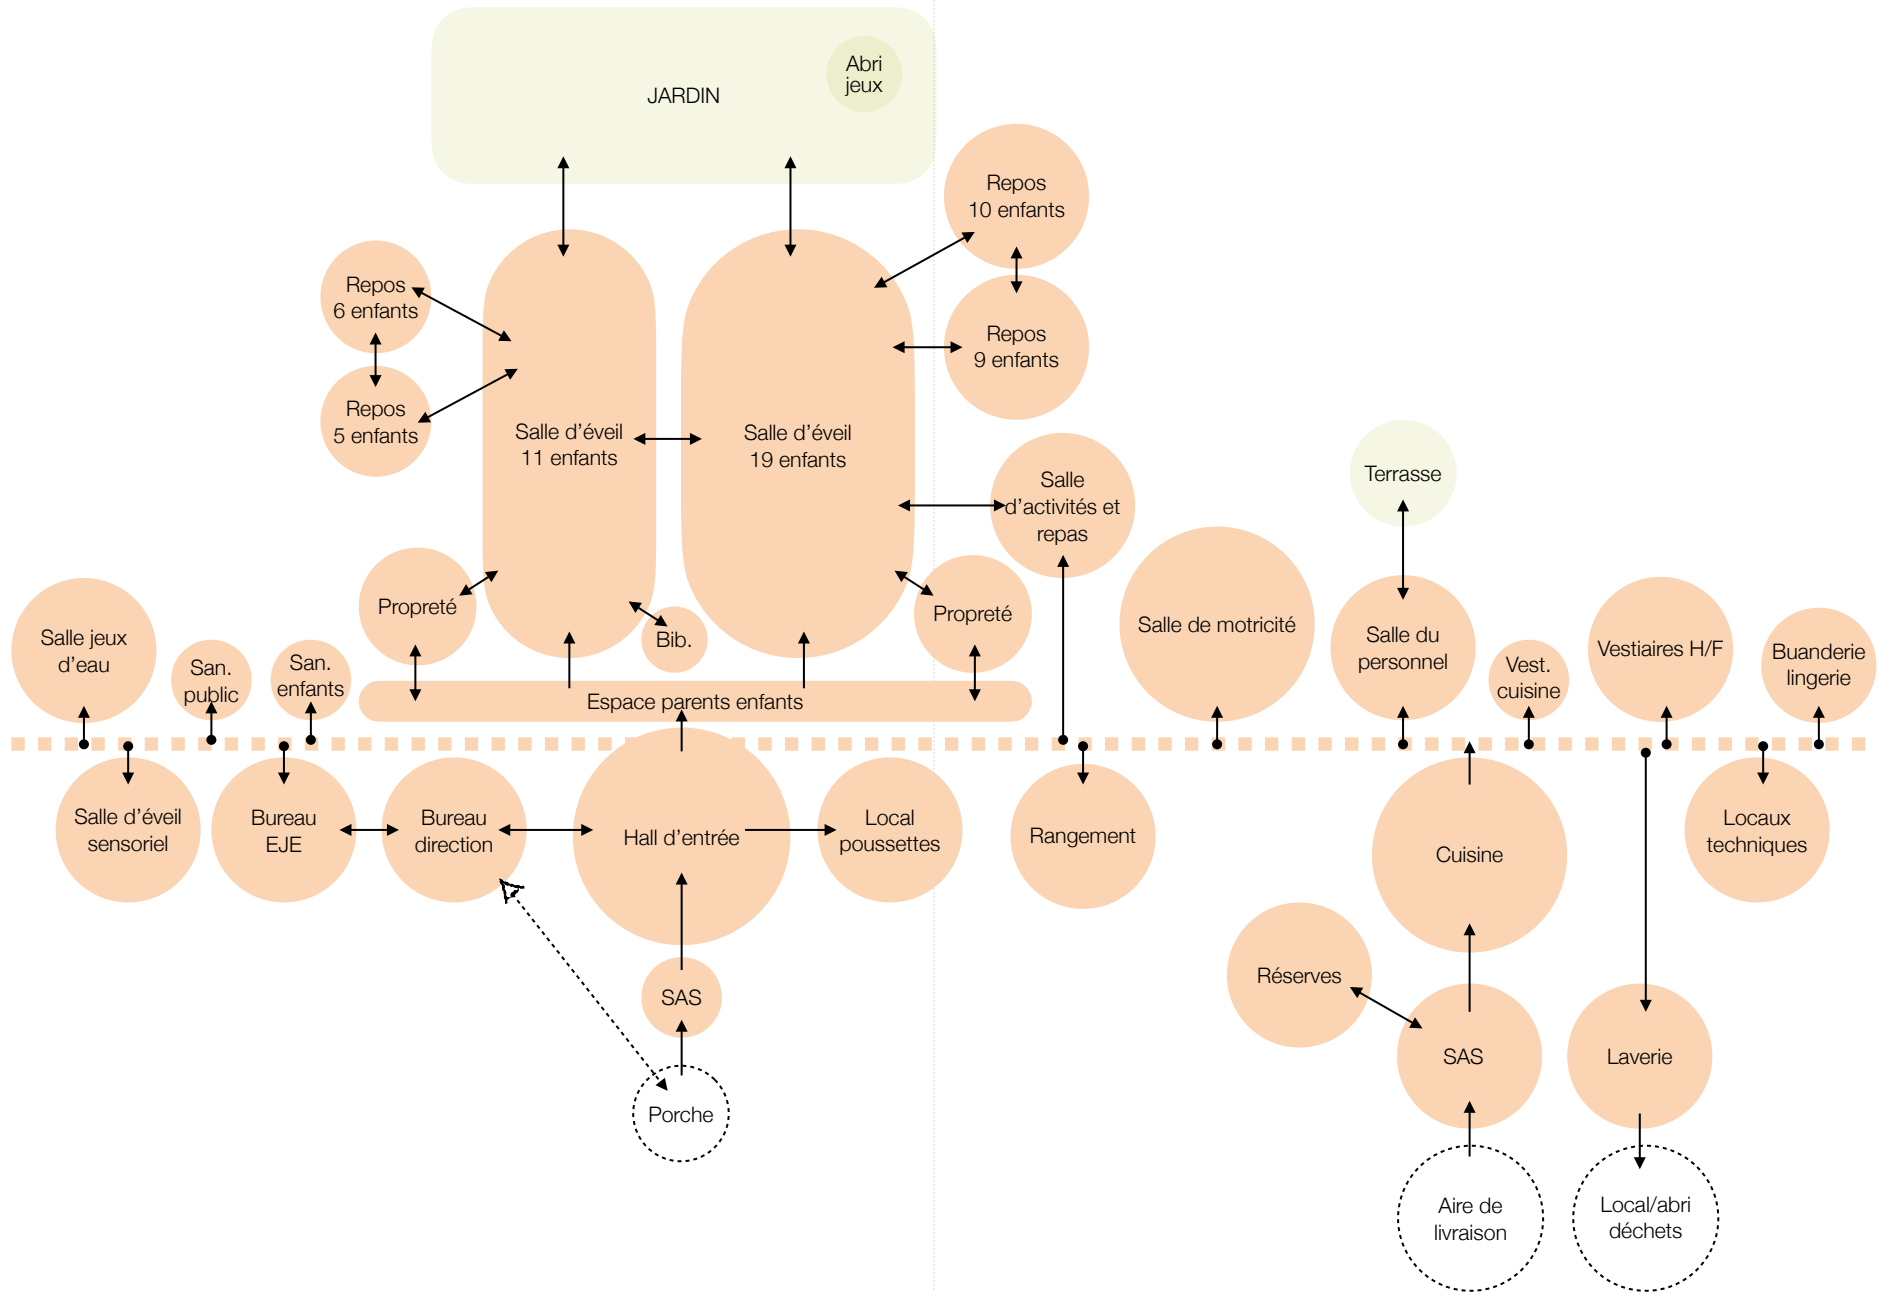 Abri
jeux
JARDIN
Repos
10 enfants
Repos
6 enfants
Repos
9 enfants
Repos
5 enfants
Salle d'éveil
11 enfants
Salle d'éveil
19 enfants
Terrasse
Salle
d'activités et
repas
Propreté
Bib.
Propreté
Salle jeux
d'eau
San.
public
San.
enfants
Salle de motricité
Salle du
personnel
Vest.
cuisine
Vestiaires H/F
Buanderie
lingerie
Espace parents enfants
Salle d'éveil
sensoriel
Bureau
EJE
Bureau
direction
Hall d'entrée
Local
poussettes
Rangement
Cuisine
Locaux
techniques
Réserves
SAS
SAS
Laverie
Porche
Aire de
livraison
Local/abri
déchets